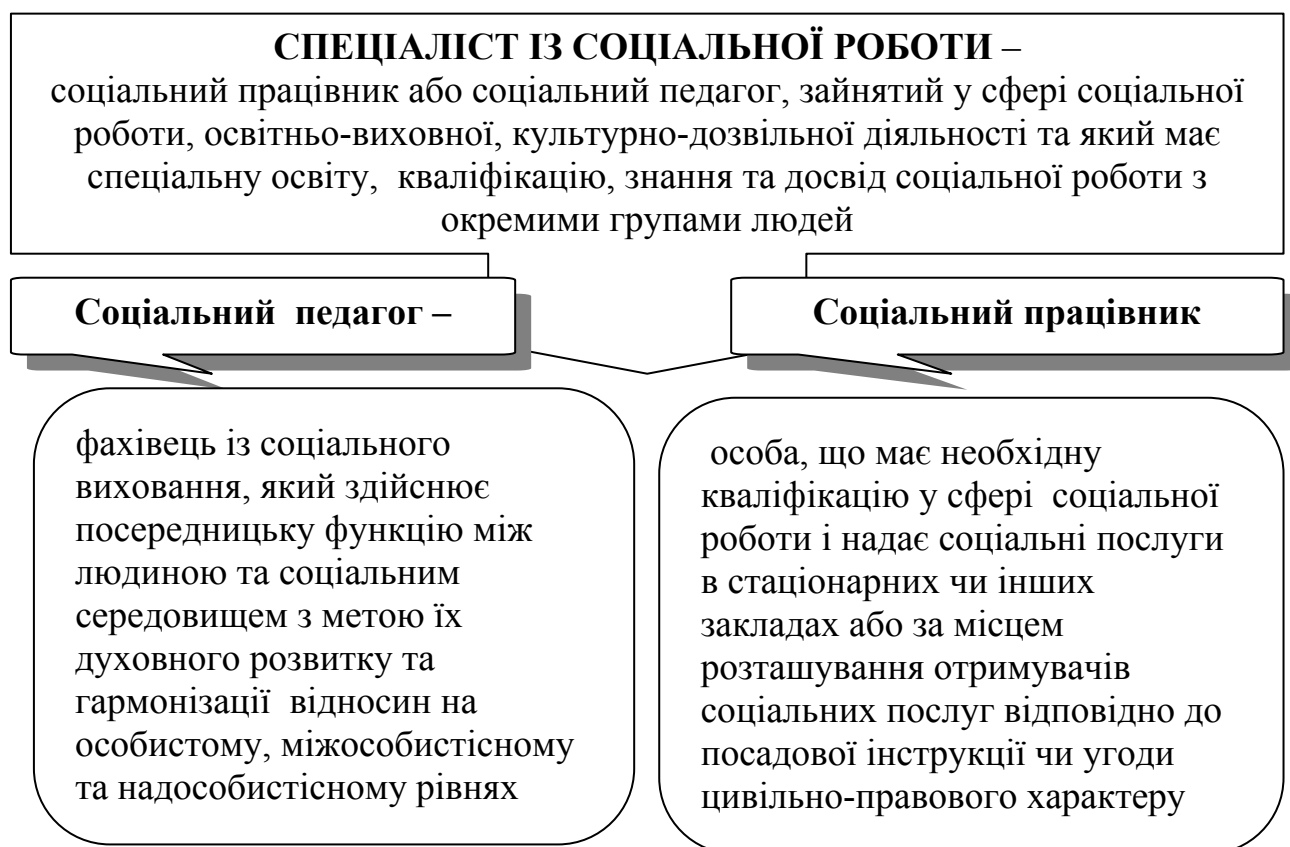 СПЕЦІАЛІСТ ІЗ СОЦІАЛЬНОЇ РОБОТИ –
соціальний працівник або соціальний педагог, зайнятий у сфері соціальної
роботи, освітньо-виховної, культурно-дозвільної діяльності та який має
спеціальну освіту, кваліфікацію, знання та досвід соціальної роботи з
окремими групами людей
Соціальний педагог –
фахівець із соціального
виховання, який здійснює
посередницьку функцію між
людиною та соціальним
середовищем з метою їх
духовного розвитку та
гармонізації відносин на
особистому, міжособистісному
та надособистісному рівнях
Соціальний працівник
особа, що має необхідну
кваліфікацію у сфері соціальної
роботи і надає соціальні послуги
в стаціонарних чи інших
закладах або за місцем
розташування отримувачів
соціальних послуг відповідно до
посадової інструкції чи угоди
цивільно-правового характеру